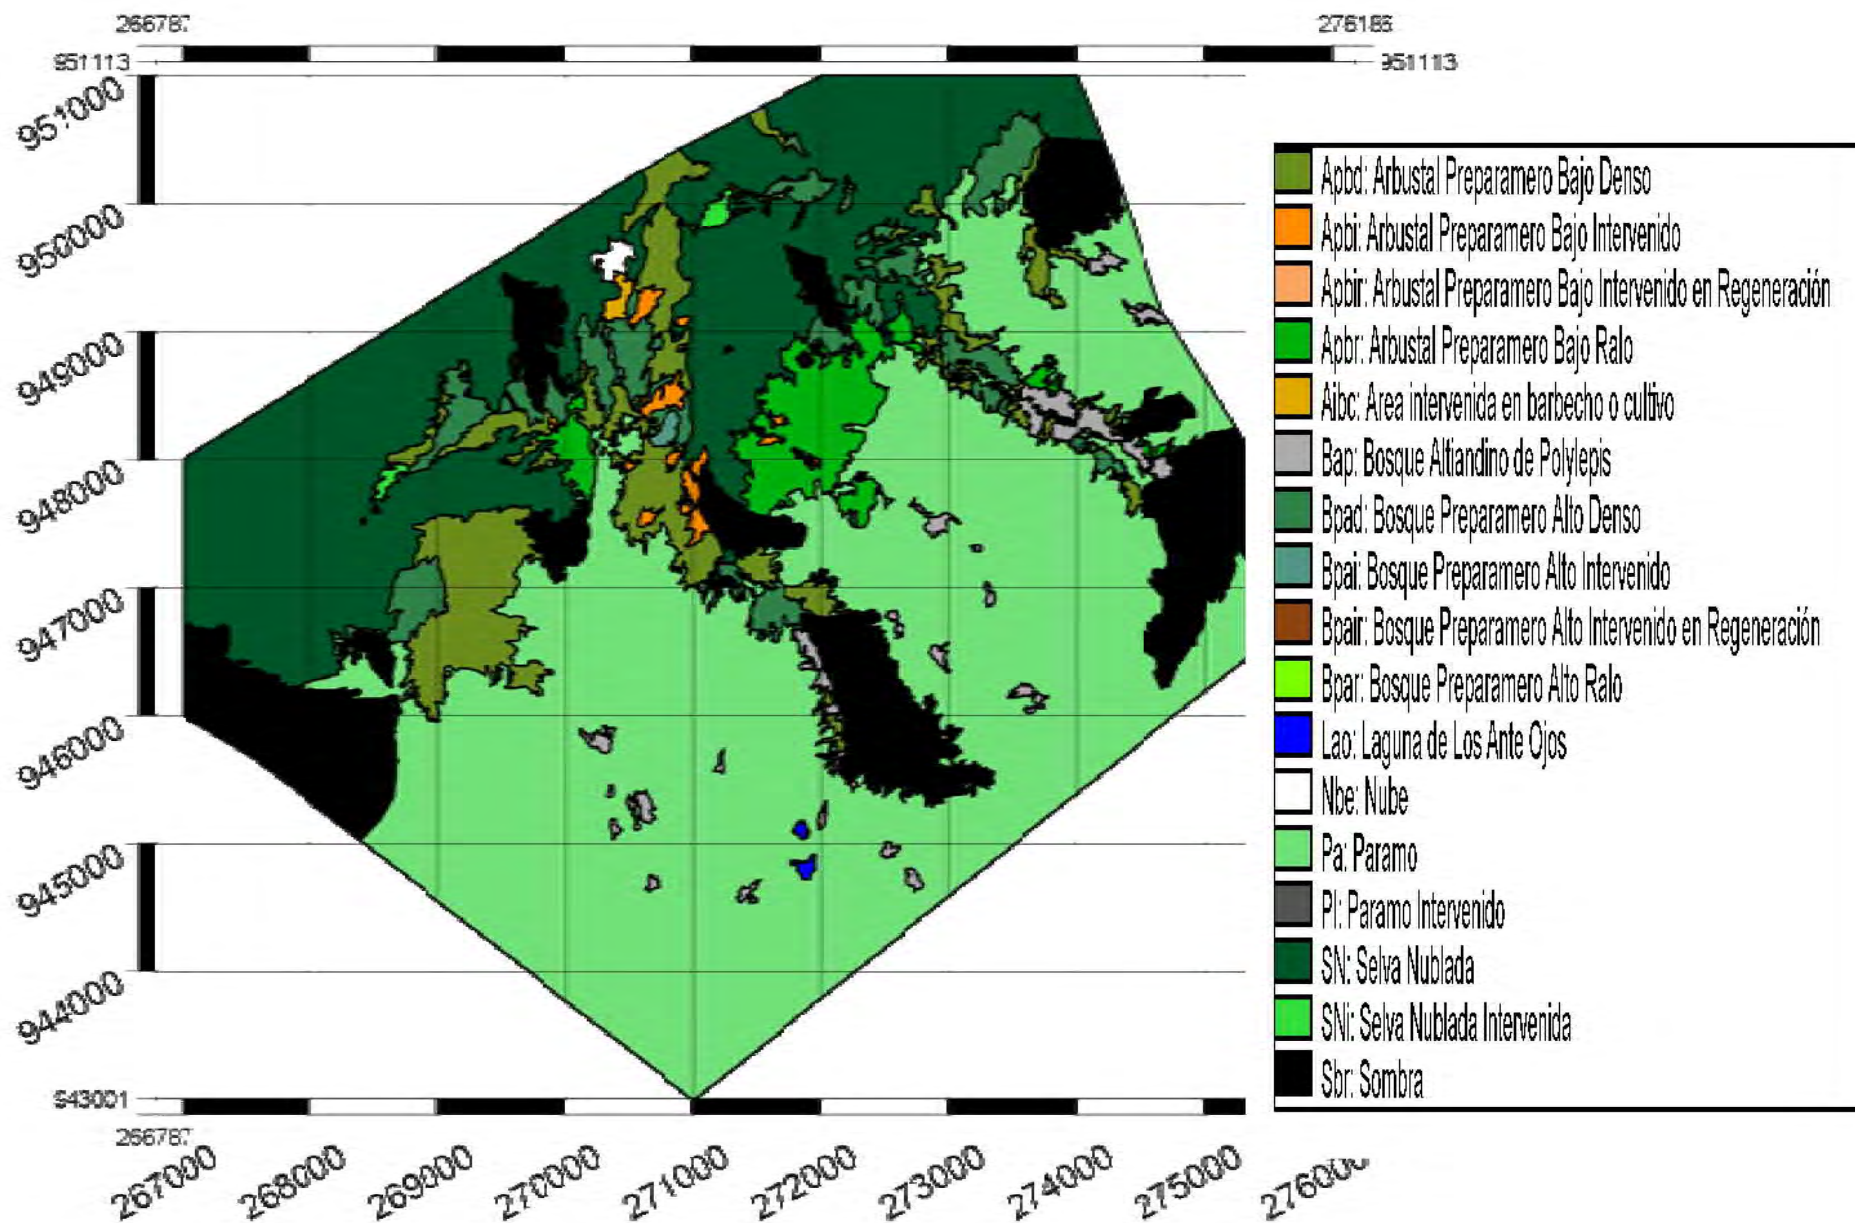 266787
276186
951113
951113
951000
950000
949000
948000
947000
946000
945000
944000
943001
266787
267000
268000
269000
270000
271000
272000
273000
274000
275000
276000
Apbd: Arbustal Preparamero Bajo Denso
Apbi: Arbustal Preparamero Bajo Intervenido
Apbir: Arbustal Preparamero Bajo Intervenido en Regeneración
Apbr: Arbustal Preparamero Bajo Ralo
Aibc: Area intervenida en barbecho o cultivo
Bap: Bosque Altiandino de Polylepis
Bpad: Bosque Preparamero Alto Denso
Bpai: Bosque Preparamero Alto Intervenido
Bpair: Bosque Preparamero Alto Intervenido en Regeneración
Bpar: Bosque Preparamero Alto Ralo
Lao: Laguna de Los Ante Ojos
Nbe: Nube
Pa: Paramo
PI: Paramo Intervenido
SN: Selva Nublada
SNi: Selva Nublada Intervenida
Sbr: Sombra